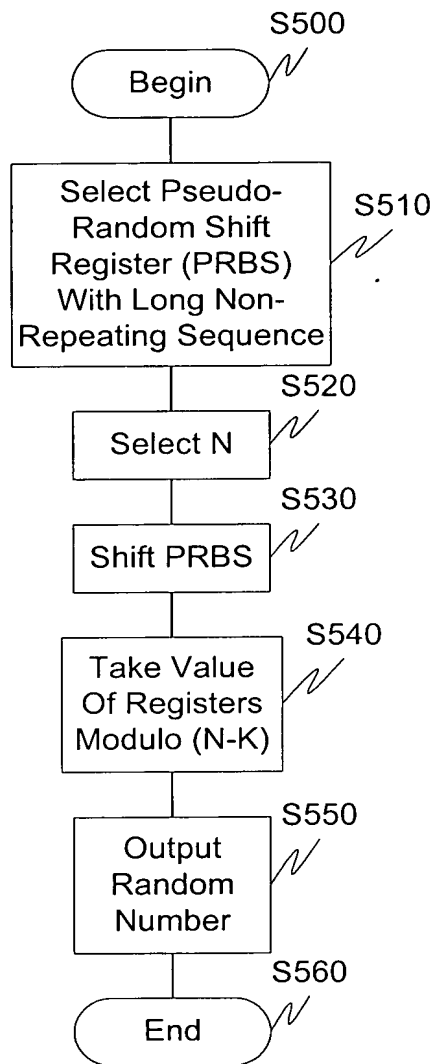 S500
Begin
Select Pseudo-
Random Shift
Register (PRBS)
With Long Non-
Repeating Sequence
S510
S520
Select N
S530
Shift PRBS
S540
Take Value
Of Registers
Modulo (N-K)
S550
Output
Random
Number
S560
End